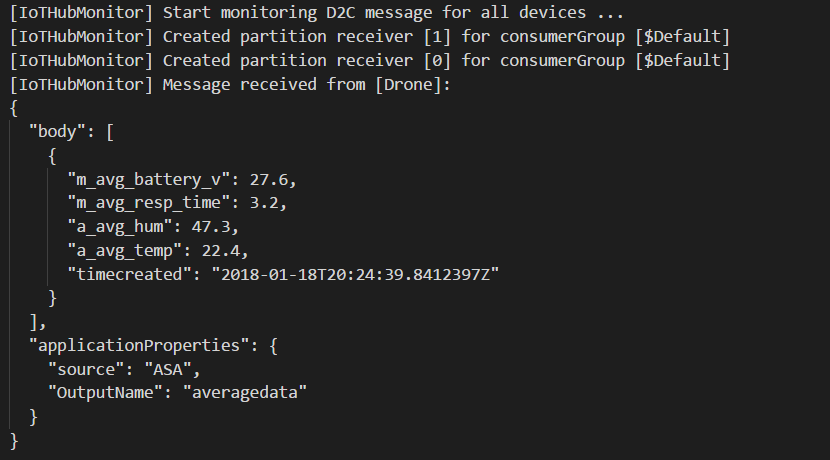 [IoTHubMonitor] Start monitoring D2C message for all devices ...
[IoTHubMonitor] Created partition receiver [1] for consumerGroup [$Default]
[IoTHubMonitor] Created partition receiver [0] for consumerGroup [$Default]
[IoTHubMonitor] Message received from [Drone]:
{
  "body": [
    {
      "m_avg_battery_v": 27.6,
      "m_avg_resp_time": 3.2,
      "a_avg_hum": 47.3,
      "a_avg_temp": 22.4,
      "timecreated": "2018-01-18T20:24:39.8412397Z"
    }
  ],
  "applicationProperties": {
    "source": "ASA",
    "OutputName": "averagedata"
  }
}